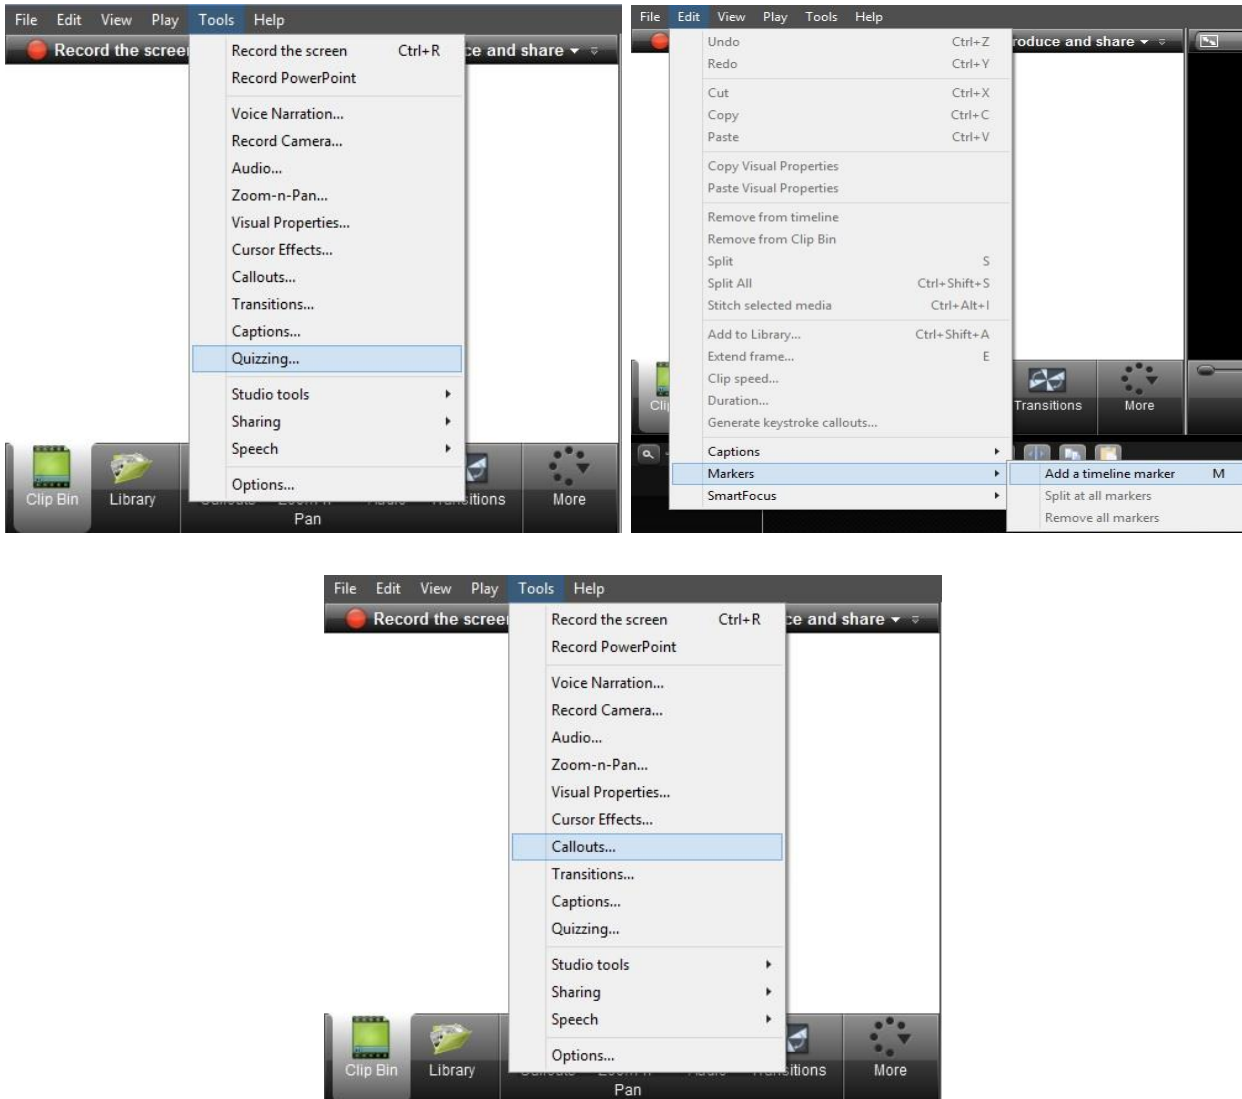 File Edit View Play Tools Help
Record the scree
ce and share
Record the screen Ctrl+R
Record PowerPoint
Voice Narration...
Record Camera...
Audio...
Zoom-n-Pan...
Visual Properties...
Cursor Effects...
Callouts...
Transitions...
Captions...
Quizzing...
Studio tools
Sharing
Speech
Options...
Clip Bin Library More
Pan
File Edit View Play Tools Help
roduce and share
Undo Ctrl+Z
Redo Ctrl+Y
Cut Ctrl+X
Copy Ctrl+C
Paste Ctrl+V
Copy Visual Properties
Paste Visual Properties
Remove from timeline
Remove from Clip Bin
Split S
Split All Ctrl+Shift+S
Stitch selected media Ctrl+Alt+I
Add to Library... Ctrl+Shift+A
Extend frame... E
Clip speed...
Duration...
Generate keystroke callouts...
Transitions More
Captions
Markers
SmartFocus
Add a timeline marker M
Split at all markers
Remove all markers
File Edit View Play Tools Help
Record the scree
ce and share
Record the screen Ctrl+R
Record PowerPoint
Voice Narration...
Record Camera...
Audio...
Zoom-n-Pan...
Visual Properties...
Cursor Effects...
Callouts...
Transitions...
Captions...
Quizzing...
Studio tools
Sharing
Speech
Options...
Clip Bin Library More
Pan